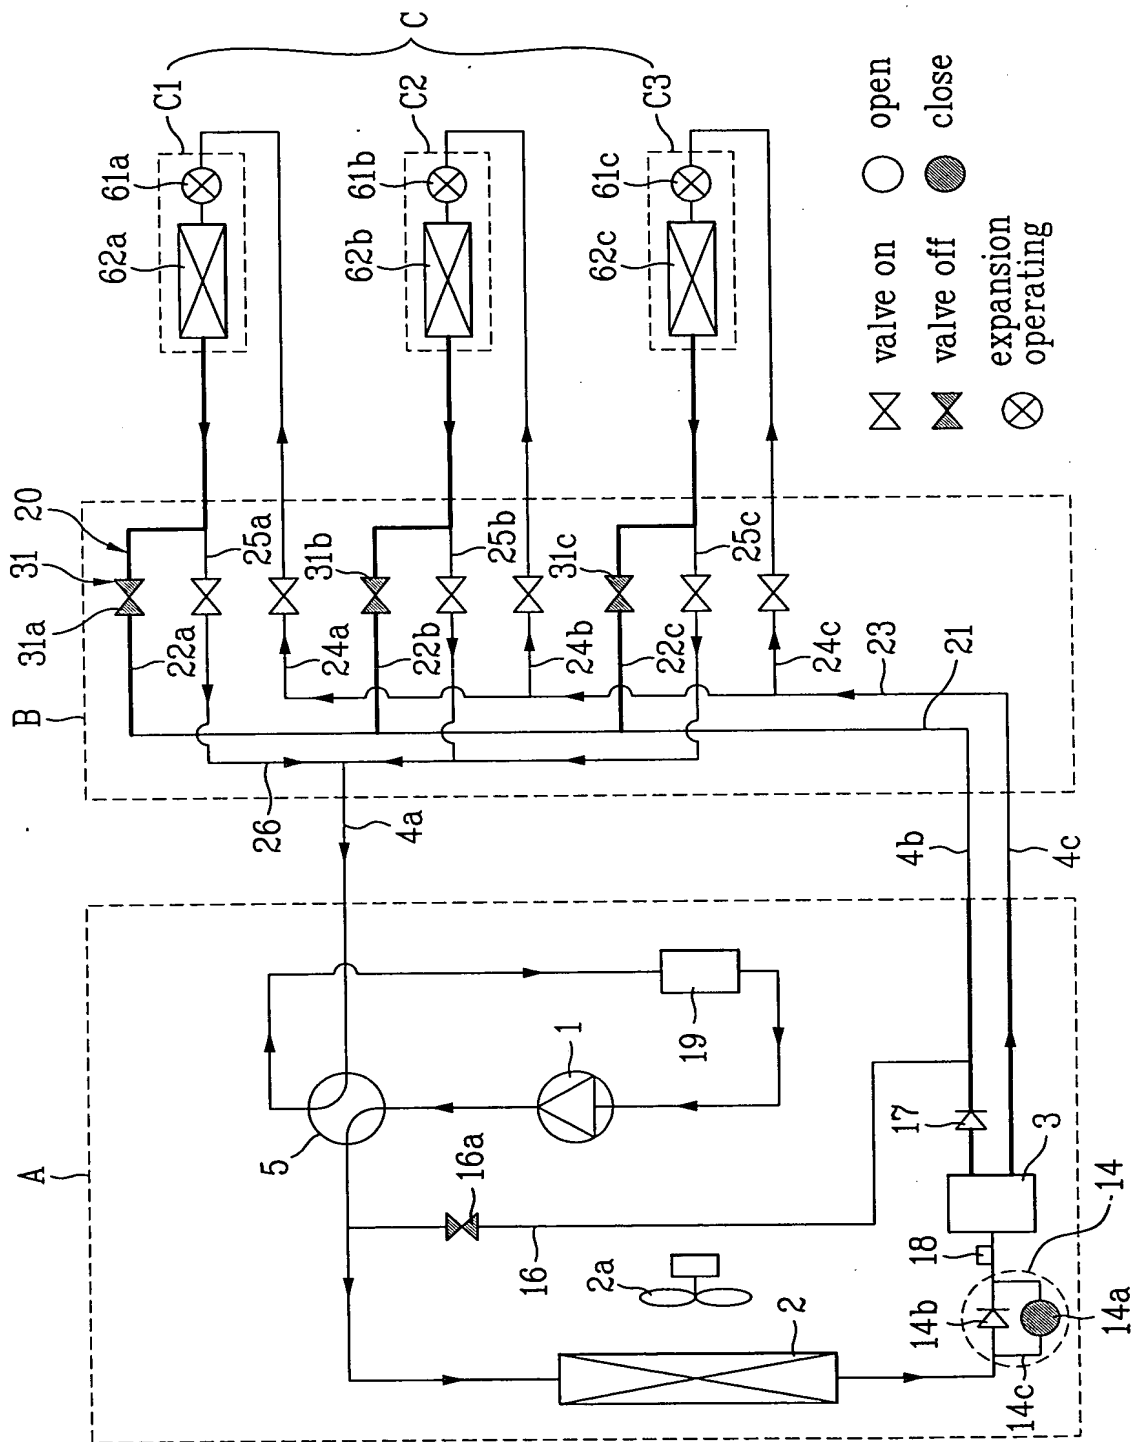 C
C1
C2
C3
61a
61b
61c
62a
62b
62c
open
close
valve on
valve off
expansion
operating
20
31
31a
31b
31c
25a
25b
25c
22a
22b
22c
24a
24b
24c
B
26
23
21
4a
4b
4c
A
5
1
19
16a
16
17
3
14
18
2a
2
14b
14a
14c